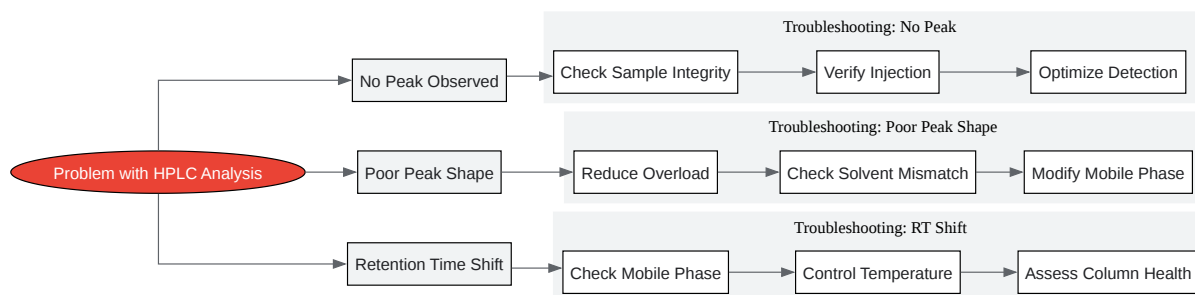 Troubleshooting: No Peak
No Peak Observed
Check Sample Integrity
Verify Injection
Optimize Detection
Problem with HPLC Analysis
Troubleshooting: Poor Peak Shape
Poor Peak Shape
Reduce Overload
Check Solvent Mismatch
Modify Mobile Phase
Troubleshooting: RT Shift
Retention Time Shift
Check Mobile Phase
Control Temperature
Assess Column Health